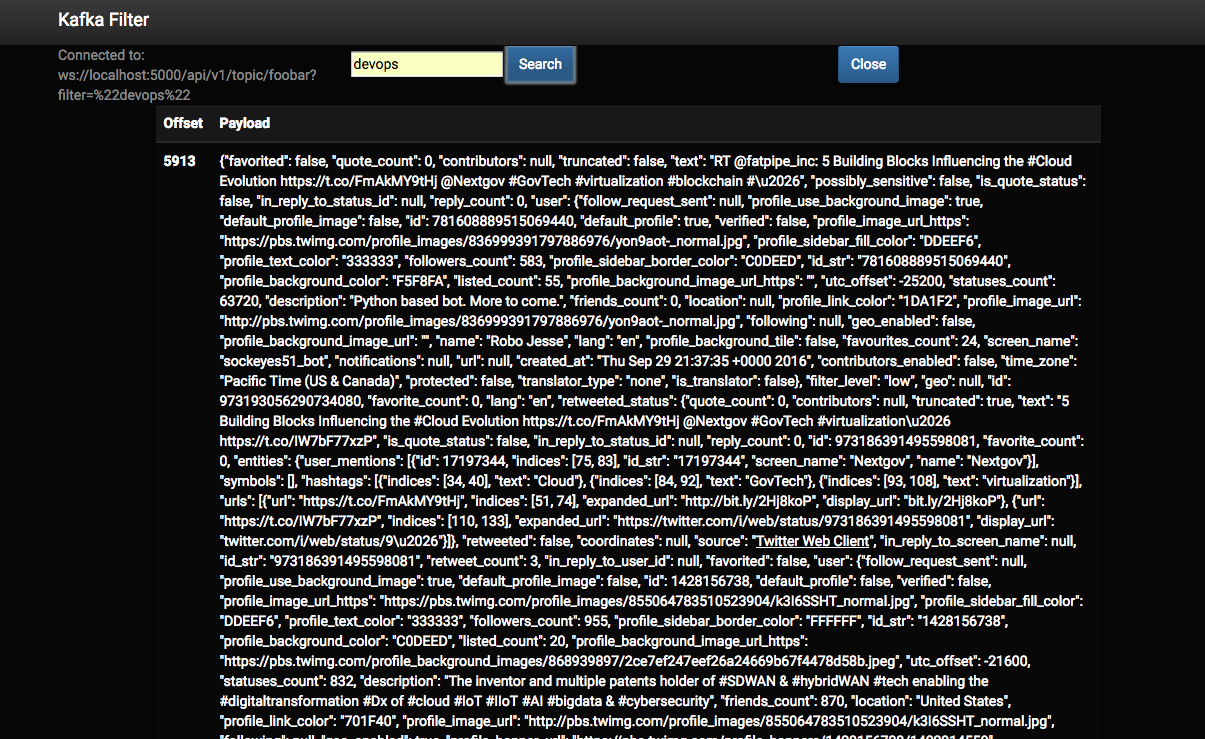 Kafka Filter
Connected to:
ws://localhost:5000/api/v1/topic/foobar?
filter=%22devops%22
devops
Search
Close
Offset Payload
5913 {"favorited": false, "quote_count": 0, "contributors": null, "truncated": false, "text": "RT @fatpipe_inc: 5 Building Blocks Influencing the #Cloud
Evolution https://t.co/FmAkMY9tHj @Nextgov #GovTech #virtualization #blockchain #\u2026", "possibly_sensitive": false, "is_quote_status":
false, "in_reply_to_status_id": null, "reply_count": 0, "user": {"follow_request_sent": null, "profile_use_background_image": true,
"default_profile_image": false, "id": 781608889515069440, "default_profile": true, "verified": false, "profile_image_url_https":
"https://pbs.twimg.com/profile_images/836999391797886976/yon9aot-_normal.jpg", "profile_sidebar_fill_color": "DDEEF6",
"profile_text_color": "333333", "followers_count": 583, "profile_sidebar_border_color": "C0DEED", "id_str": "781608889515069440",
"profile_background_color": "F5F8FA", "listed_count": 55, "profile_background_image_url_https": "", "utc_offset": -25200, "statuses_count":
63720, "description": "Python based bot. More to come.", "friends_count": 0, "location": null, "profile_link_color": "1DA1F2", "profile_image_url":
"http://pbs.twimg.com/profile_images/836999391797886976/yon9aot-_normal.jpg", "following": null, "geo_enabled": false,
"profile_background_image_url": "", "name": "Robo Jesse", "lang": "en", "profile_background_tile": false, "favourites_count": 24, "screen_name":
"sockeyes51_bot", "notifications": null, "url": null, "created_at": "Thu Sep 29 21:37:35 +0000 2016", "contributors_enabled": false, "time_zone":
"Pacific Time (US & Canada)", "protected": false, "translator_type": "none", "is_translator": false}, "filter_level": "low", "geo": null, "id":
973193056290734080, "favorite_count": 0, "lang": "en", "retweeted_status": {"quote_count": 0, "contributors": null, "truncated": true, "text": "5
Building Blocks Influencing the #Cloud Evolution https://t.co/FmAkMY9tHj @Nextgov #GovTech #virtualization\u2026
https://t.co/IW7bF77xzP", "is_quote_status": false, "in_reply_to_status_id": null, "reply_count": 0, "id": 973186391495598081, "favorite_count":
0, "entities": {"user_mentions": [{"id": 17197344, "indices": [75, 83], "id_str": "17197344", "screen_name": "Nextgov", "name": "Nextgov"}],
"symbols": [], "hashtags": [{"indices": [34, 40], "text": "Cloud"}, {"indices": [84, 92], "text": "GovTech"}, {"indices": [93, 108], "text": "virtualization"}],
"urls": [{"url": "https://t.co/FmAkMY9tHj", "indices": [51, 74], "expanded_url": "http://bit.ly/2Hj8koP", "display_url": "bit.ly/2Hj8koP"}, {"url":
"https://t.co/IW7bF77xzP", "indices": [110, 133], "expanded_url": "https://twitter.com/i/web/status/973186391495598081", "display_url":
"twitter.com/i/web/status/9\u2026"}]}, "retweeted": false, "coordinates": null, "source": "Twitter Web Client", "in_reply_to_screen_name": null,
"id_str": "973186391495598081", "retweet_count": 3, "in_reply_to_user_id": null, "favorited": false, "user": {"follow_request_sent": null,
"profile_use_background_image": true, "default_profile_image": false, "id": 1428156738, "default_profile": false, "verified": false,
"profile_image_url_https": "https://pbs.twimg.com/profile_images/855064783510523904/k3I6SSHT_normal.jpg", "profile_sidebar_fill_color":
"DDEEF6", "profile_text_color": "333333", "followers_count": 955, "profile_sidebar_border_color": "FFFFFF", "id_str": "1428156738",
"profile_background_color": "C0DEED", "listed_count": 20, "profile_background_image_url_https":
"https://pbs.twimg.com/profile_background_images/868939897/2ce7ef247eef26a24669b67f4478d58b.jpeg", "utc_offset": -21600,
"statuses_count": 832, "description": "The inventor and multiple patents holder of #SDWAN & #hybridWAN #tech enabling the
#digitaltransformation #Dx of #cloud #IoT #IIoT #AI #bigdata & #cybersecurity", "friends_count": 870, "location": "United States",
"profile_link_color": "701F40", "profile_image_url": "http://pbs.twimg.com/profile_images/855064783510523904/k3I6SSHT_normal.jpg",